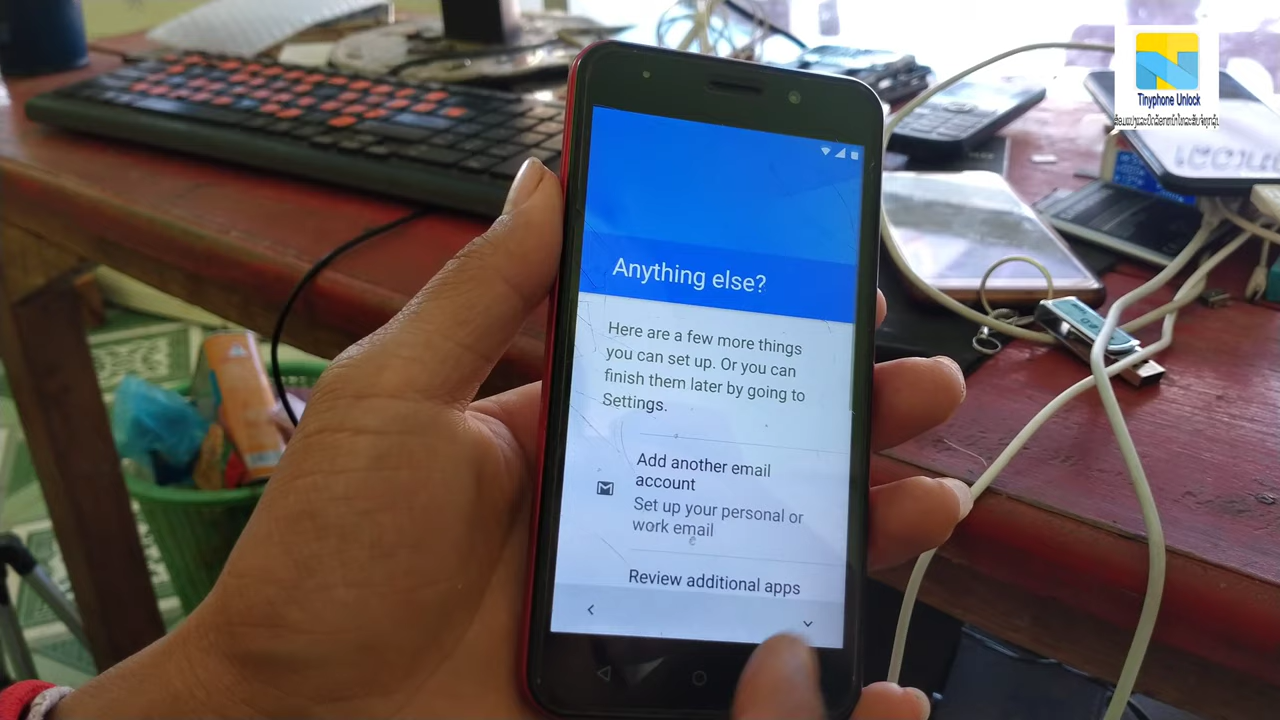 Tinyphone Unlock
Anything else?
Here are a few more things
you can set up. Or you can
finish them later by going to
Settings.
Add another email
account
Set up your personal or
work email
Review additional apps